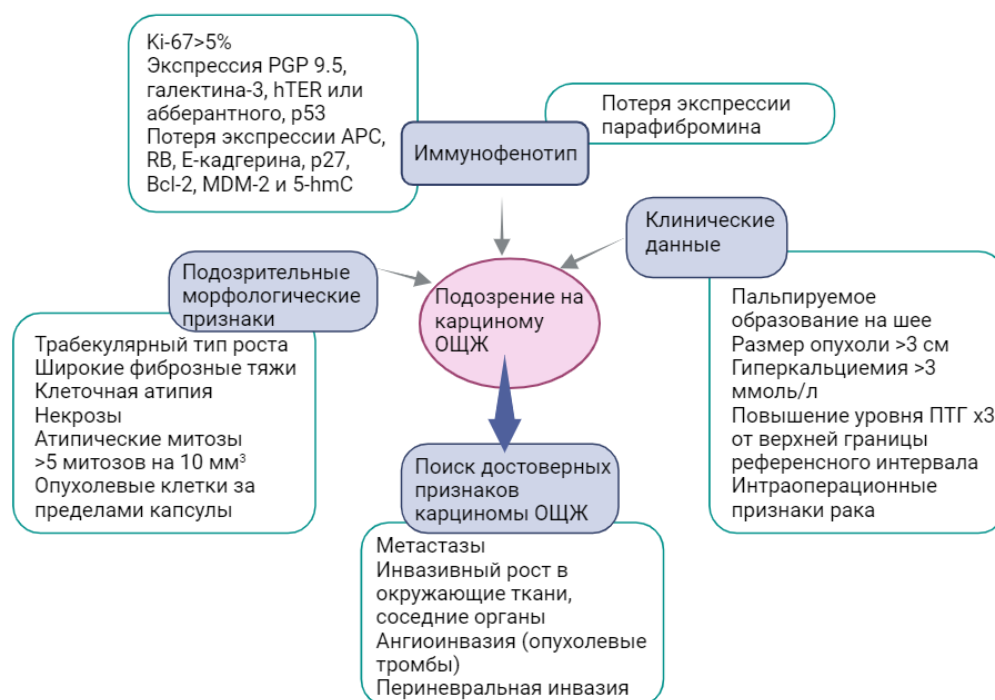 Ki-67>5%
Экспрессия PGP 9.5,
галектина-3, hTER или
абберантного, p53
Потеря экспрессии APC,
RB, Е-кадгерина, p27,
Bcl-2, MDM-2 и 5-hmC
Иммунофенотип
Потеря экспрессии
парафибромина
Клинические
данные
Пальпируемое
образование на шее
Размер опухоли >3 см
Гиперкальциемия >3
ммоль/л
Повышение уровня ПТГ x3
от верхней границы
референсного интервала
Интраоперационные
признаки рака
Подозрительные
морфологические
признаки
Трабекулярный тип роста
Широкие фиброзные тяжи
Клеточная атипия
Некрозы
Атипические митозы
>5 митозов на 10 мм³
Опухолевые клетки за
пределами капсулы
Подозрение на
карциному
ОЩЖ
Поиск достоверных
признаков
карциномы ОЩЖ
Метастазы
Инвазивный рост в
окружающие ткани,
соседние органы
Ангиоинвазия (опухолевые
тромбы)
Периневральная инвазия